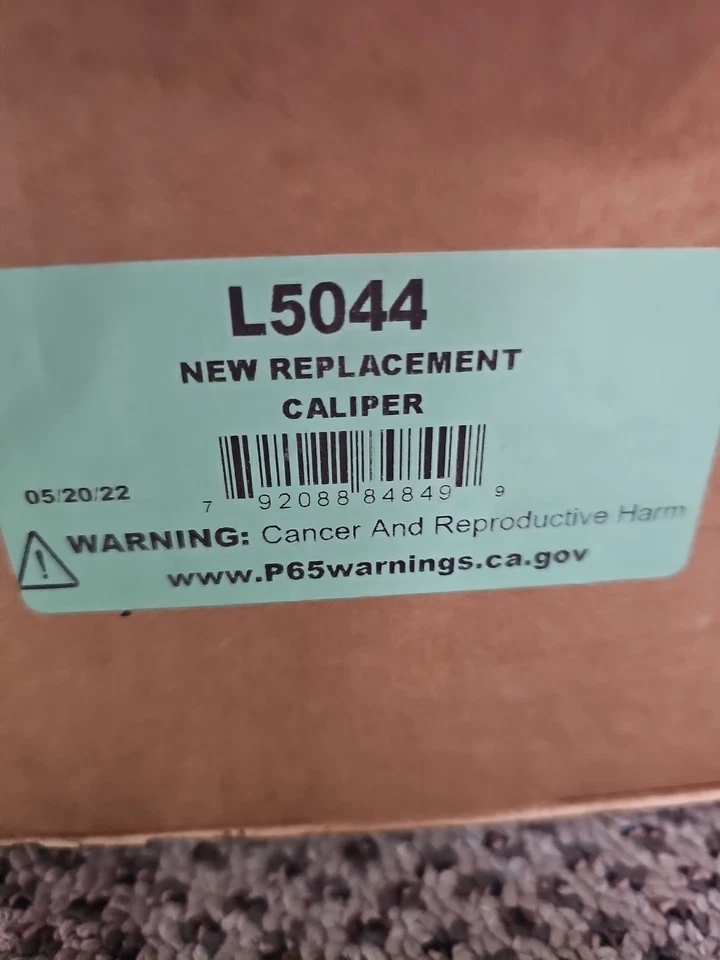 L5044
NEW REPLACEMENT
CALIPER
05/20/22
7 92088 84849 9
WARNING: Cancer And Reproductive Harm
www.P65warnings.ca.gov